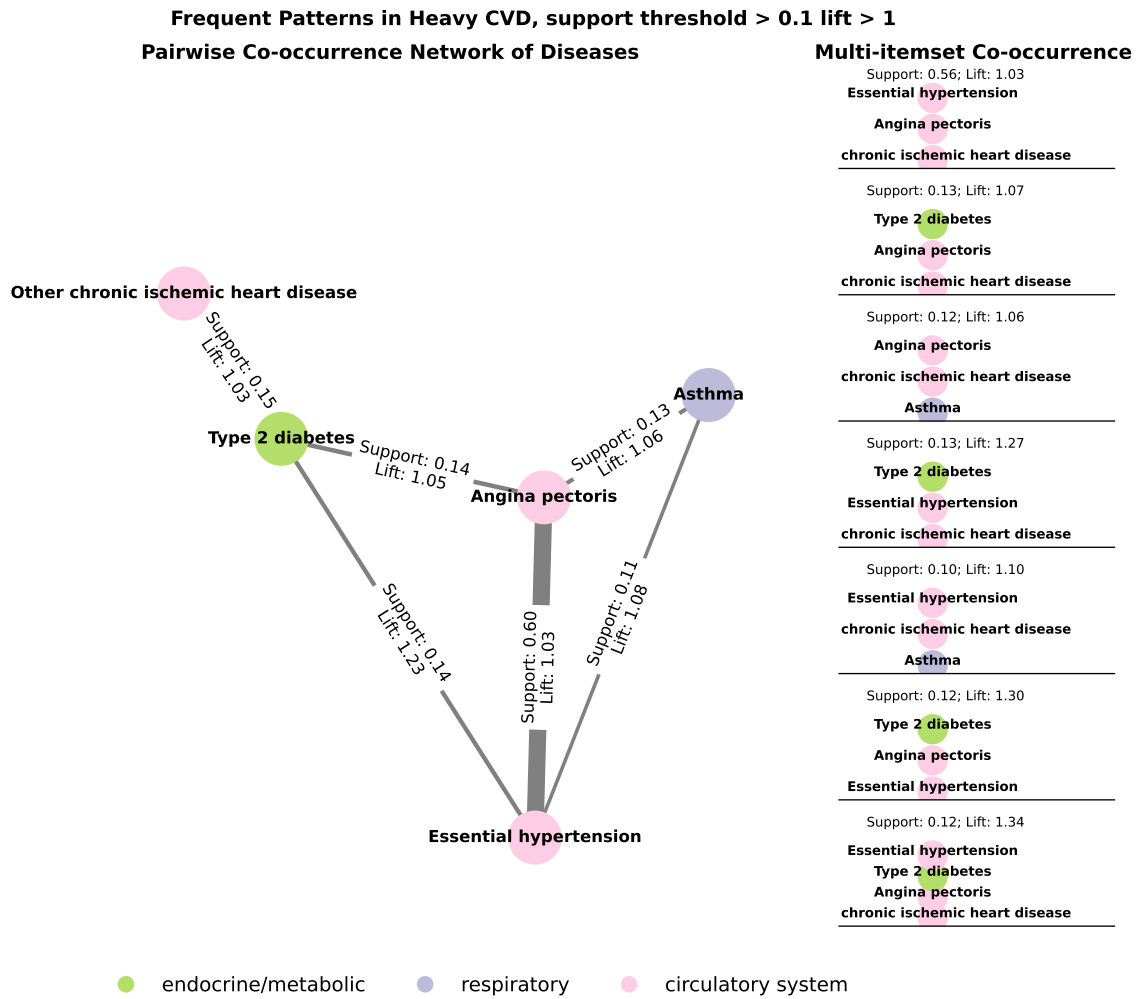 Frequent Patterns in Heavy CVD, support threshold > 0.1 lift > 1
Pairwise Co-occurrence Network of Diseases
Other chronic ischemic heart disease
Support: 0.15
Lift: 1.03
Asthma
Type 2 diabetes
Support: 0.14
Lift: 1.05
Support: 0.13
Lift: 1.06
Angina pectoris
Support: 0.14
Lift: 1.23
Support: 0.60
Lift: 1.03
Support: 0.11
Lift: 1.08
Essential hypertension
Multi-itemset Co-occurrence
Support: 0.56; Lift: 1.03
Essential hypertension
Angina pectoris
chronic ischemic heart disease
Support: 0.13; Lift: 1.07
Type 2 diabetes
Angina pectoris
chronic ischemic heart disease
Support: 0.12; Lift: 1.06
Angina pectoris
chronic ischemic heart disease
Asthma
Support: 0.13; Lift: 1.27
Type 2 diabetes
Essential hypertension
chronic ischemic heart disease
Support: 0.10; Lift: 1.10
Essential hypertension
chronic ischemic heart disease
Asthma
Support: 0.12; Lift: 1.30
Type 2 diabetes
Angina pectoris
Essential hypertension
Support: 0.12; Lift: 1.34
Essential hypertension
Type 2 diabetes
Angina pectoris
chronic ischemic heart disease
endocrine/metabolic
respiratory
circulatory system